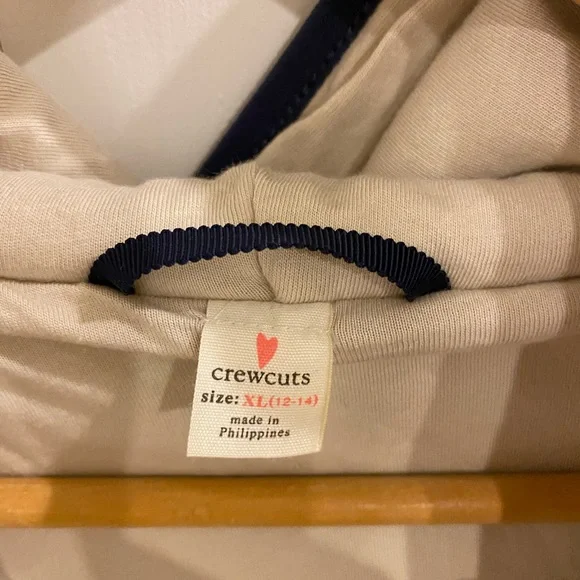 crewcuts
size: XL(12-14)
made in
Philippines